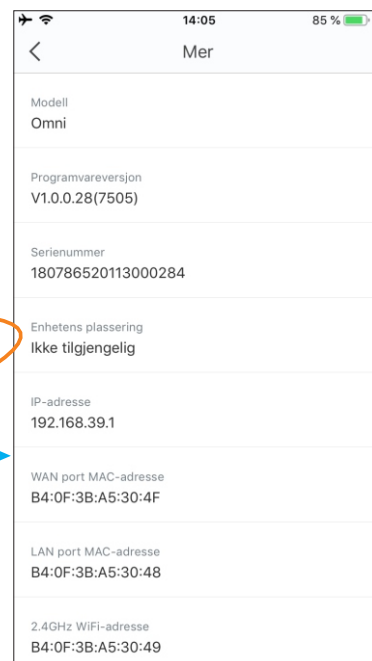 14:05
85 %
Mer
Modell
Omni
Programvareversjon
V1.0.0.28(7505)
Serienummer
180786520113000284
Enhetens plassering
Ikke tilgjengelig
IP-adresse
192.168.39.1
WAN port MAC-adresse
B4:0F:3B:A5:30:4F
LAN port MAC-adresse
B4:0F:3B:A5:30:48
2.4GHz WiFi-adresse
B4:0F:3B:A5:30:49